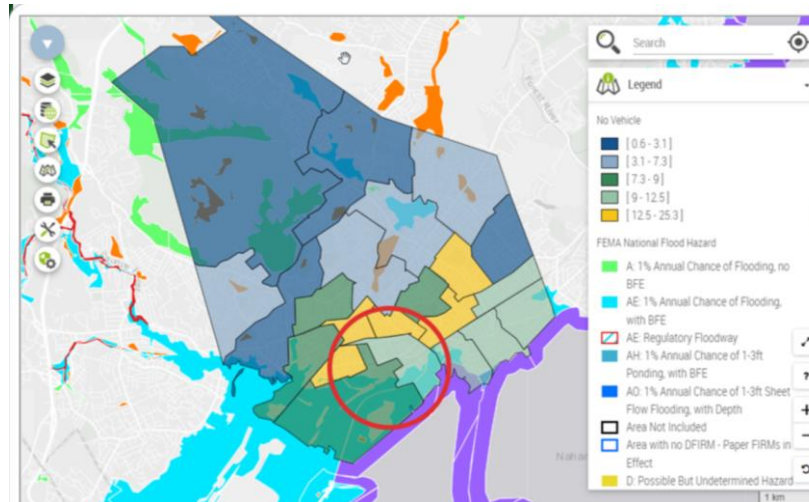 Search
Legend
No Vehicle
[ 0.6 - 3.1 ]
[ 3.1 - 7.3 ]
[ 7.3 - 9 ]
[ 9 - 12.5 ]
[ 12.5 - 25.3 ]
FEMA National Flood Hazard
A: 1% Annual Chance of Flooding, no
BFE
AE: 1% Annual Chance of Flooding,
with BFE
AE: Regulatory Floodway
AH: 1% Annual Chance of 1-3ft
Ponding, with BFE
AO: 1% Annual Chance of 1-3ft Sheet
Flow Flooding, with Depth
Area Not Included
Area with no DFIRM - Paper FIRMs in
Effect
D: Possible But Undetermined Hazard
Forest River
1 km